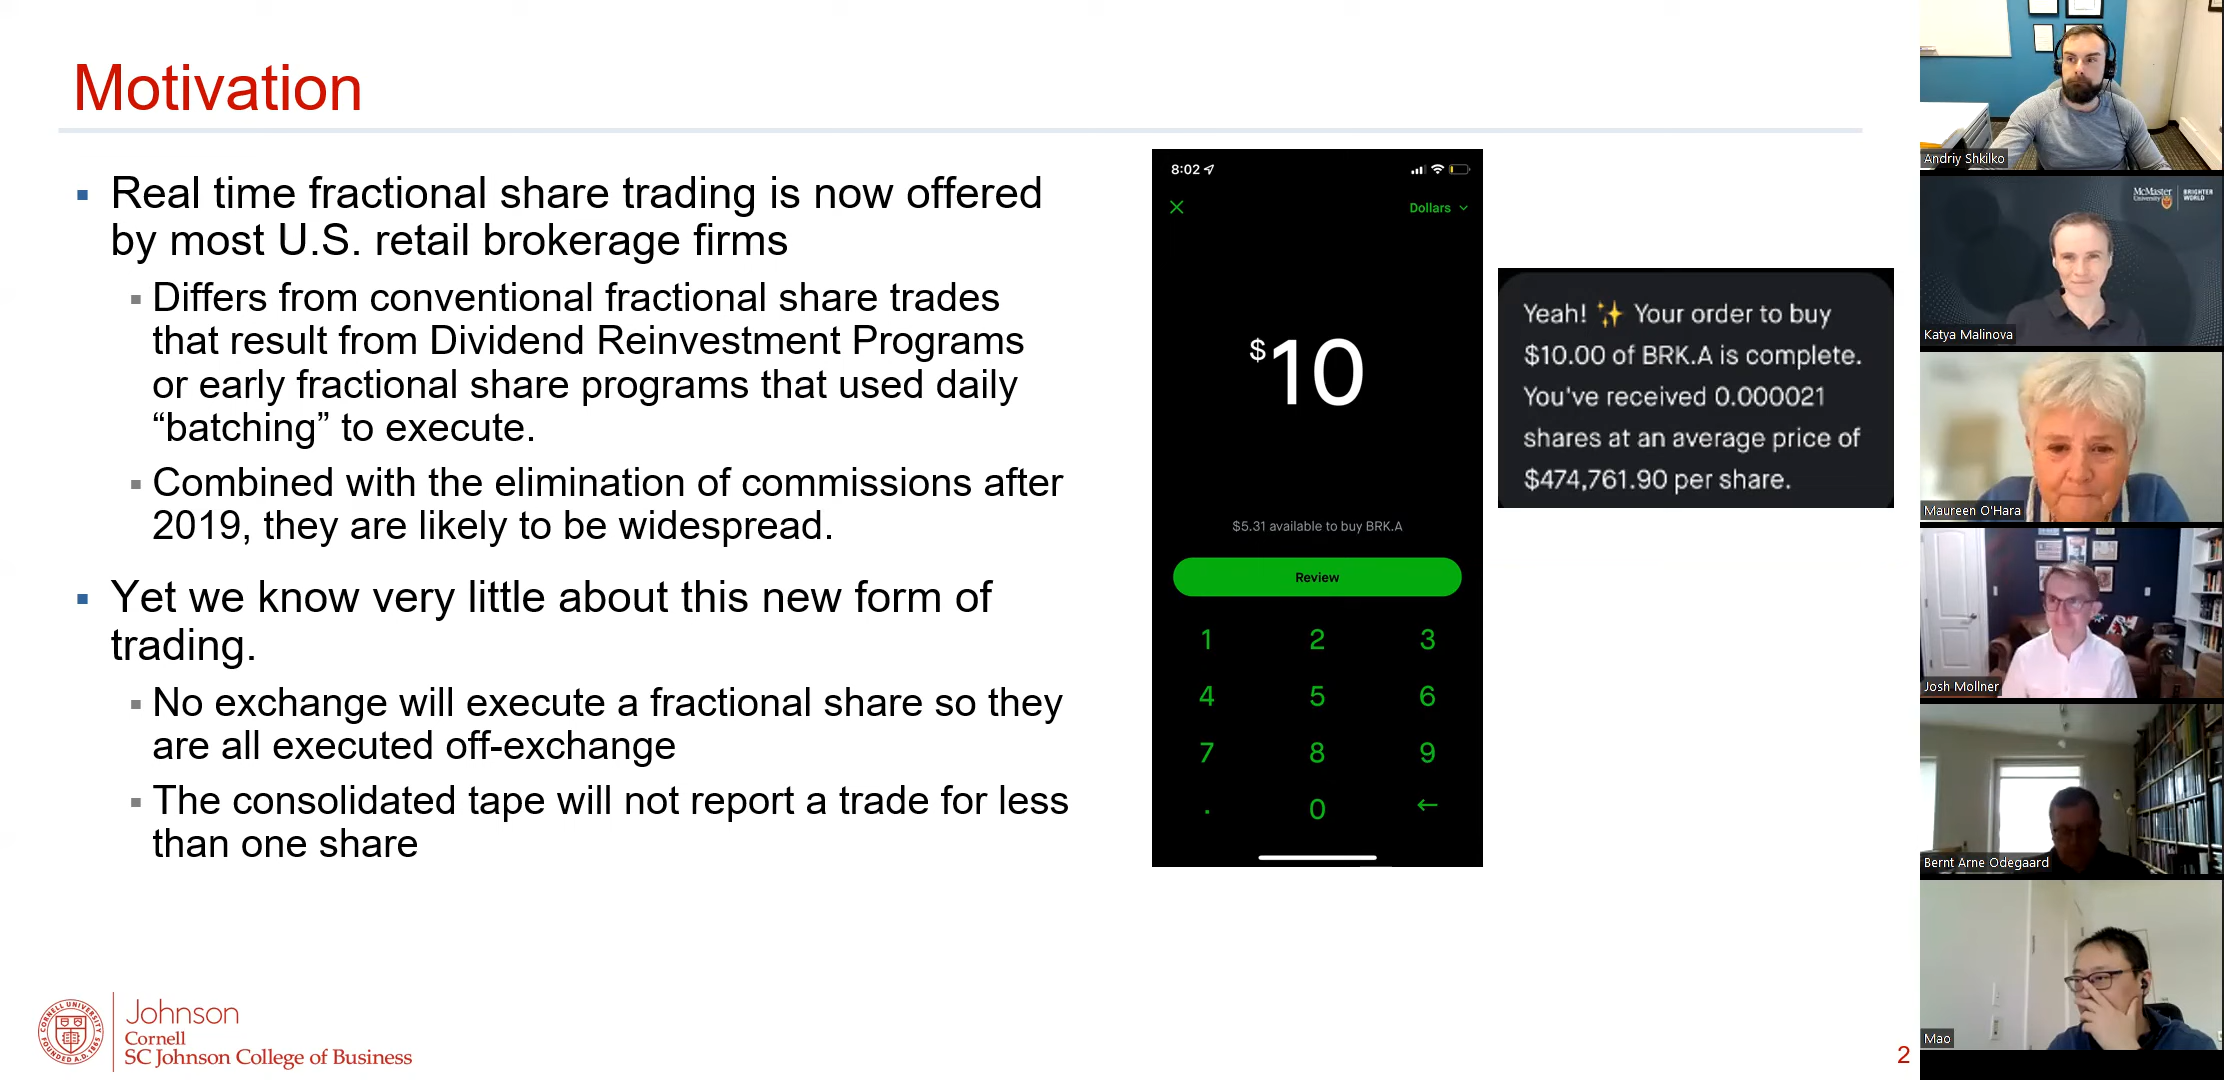 Motivation
▪ Real time fractional share trading is now offered
by most U.S. retail brokerage firms
▪ Differs from conventional fractional share trades
that result from Dividend Reinvestment Programs
or early fractional share programs that used daily
“batching” to execute.
▪ Combined with the elimination of commissions after
2019, they are likely to be widespread.
▪ Yet we know very little about this new form of
trading.
▪ No exchange will execute a fractional share so they
are all executed off-exchange
▪ The consolidated tape will not report a trade for less
than one share
8:02
Dollars
$10
$5.31 available to buy BRK.A
Review
1 2 3
4 5 6
7 8 9
. 0 ←
Yeah! ✨ Your order to buy
$10.00 of BRK.A is complete.
You've received 0.000021
shares at an average price of
$474,761.90 per share.
Johnson
Cornell
SC Johnson College of Business
2
Andriy Shkilko
McMaster
University
BRIGHTER
WORLD
Katya Malinova
Maureen O'Hara
Josh Mollner
Bernt Arne Odegaard
Mao